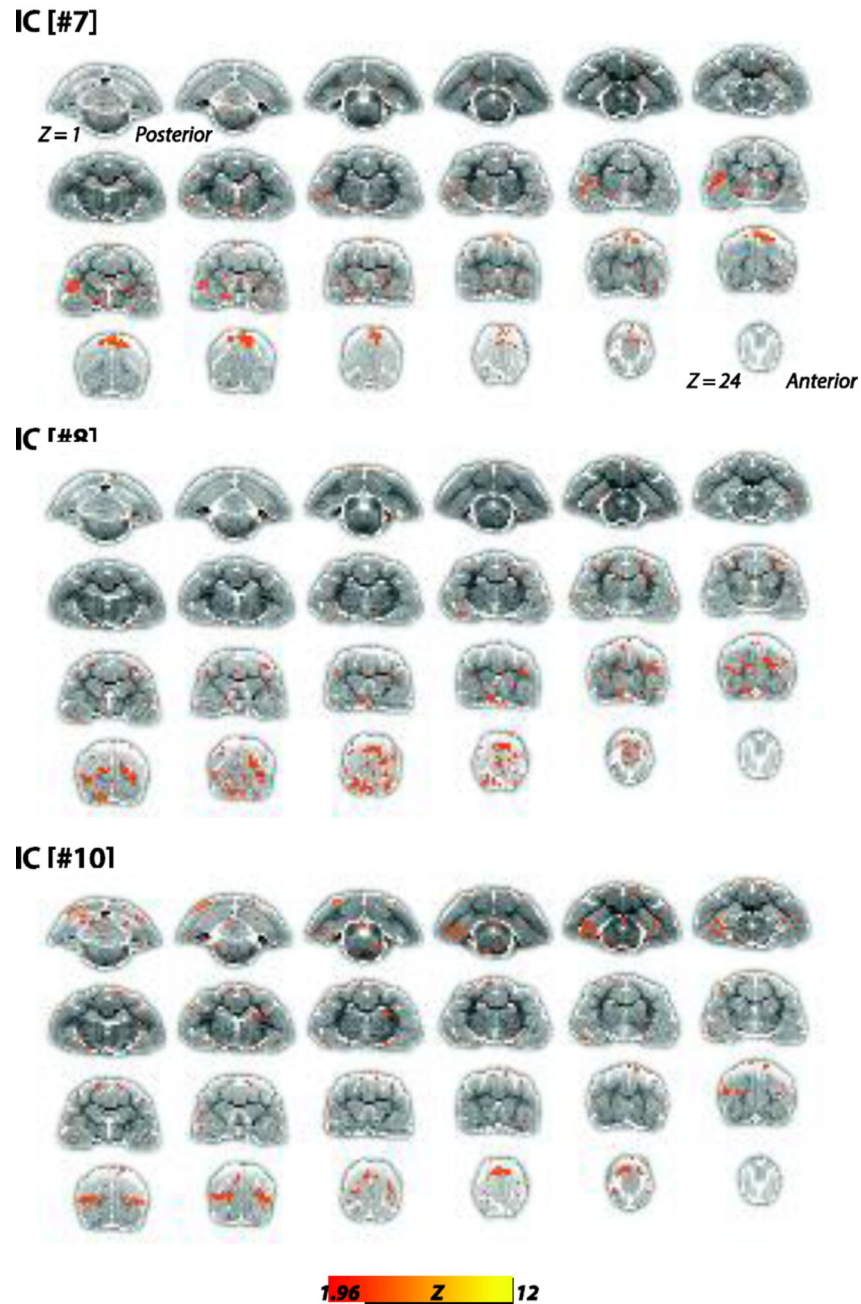 IC [#7]
Z = 1 Posterior
Z = 24 Anterior
IC [#8]
IC [#10]
1.96 Z 12